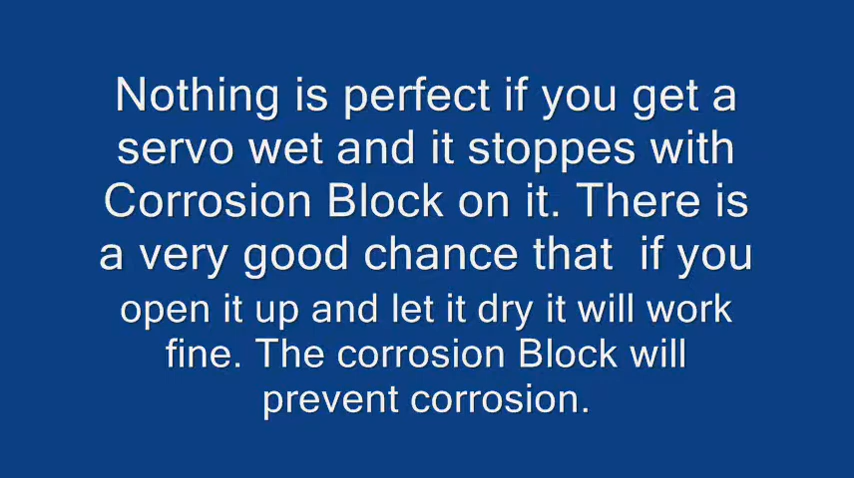 Nothing is perfect if you get a
servo wet and it stoppes with
Corrosion Block on it. There is
a very good chance that  if you
open it up and let it dry it will work
fine. The corrosion Block will
prevent corrosion.